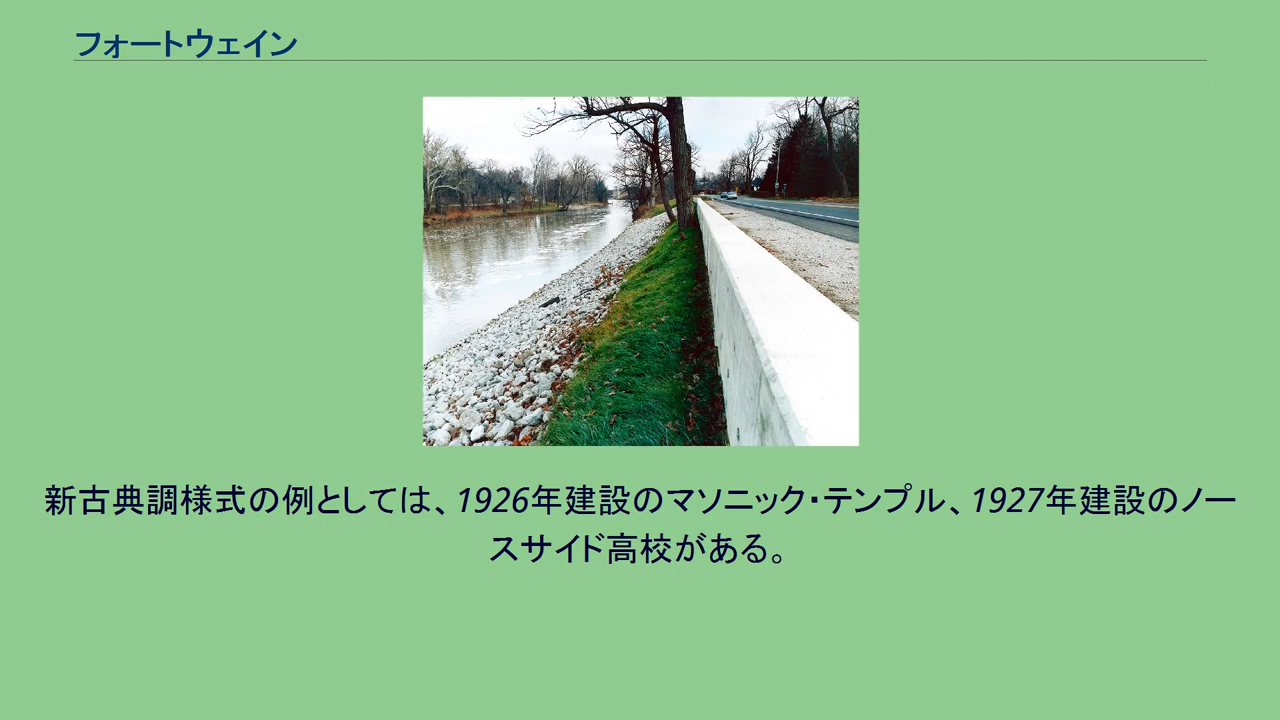 フォートウェイン
新古典調様式の例としては、1926年建設のマソニック・テンプル、1927年建設のノー
スサイド高校がある。